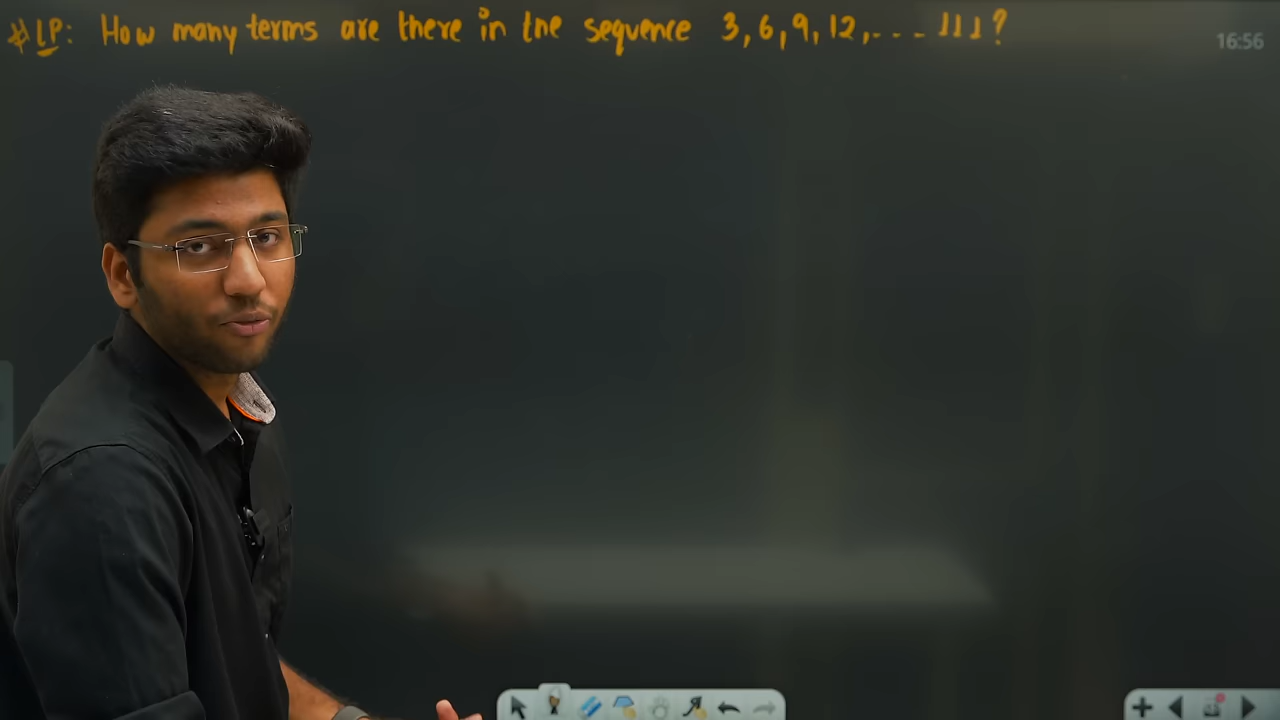 # LP: How many terms are there in the sequence 3, 6, 9, 12, - - - 111?
16:56